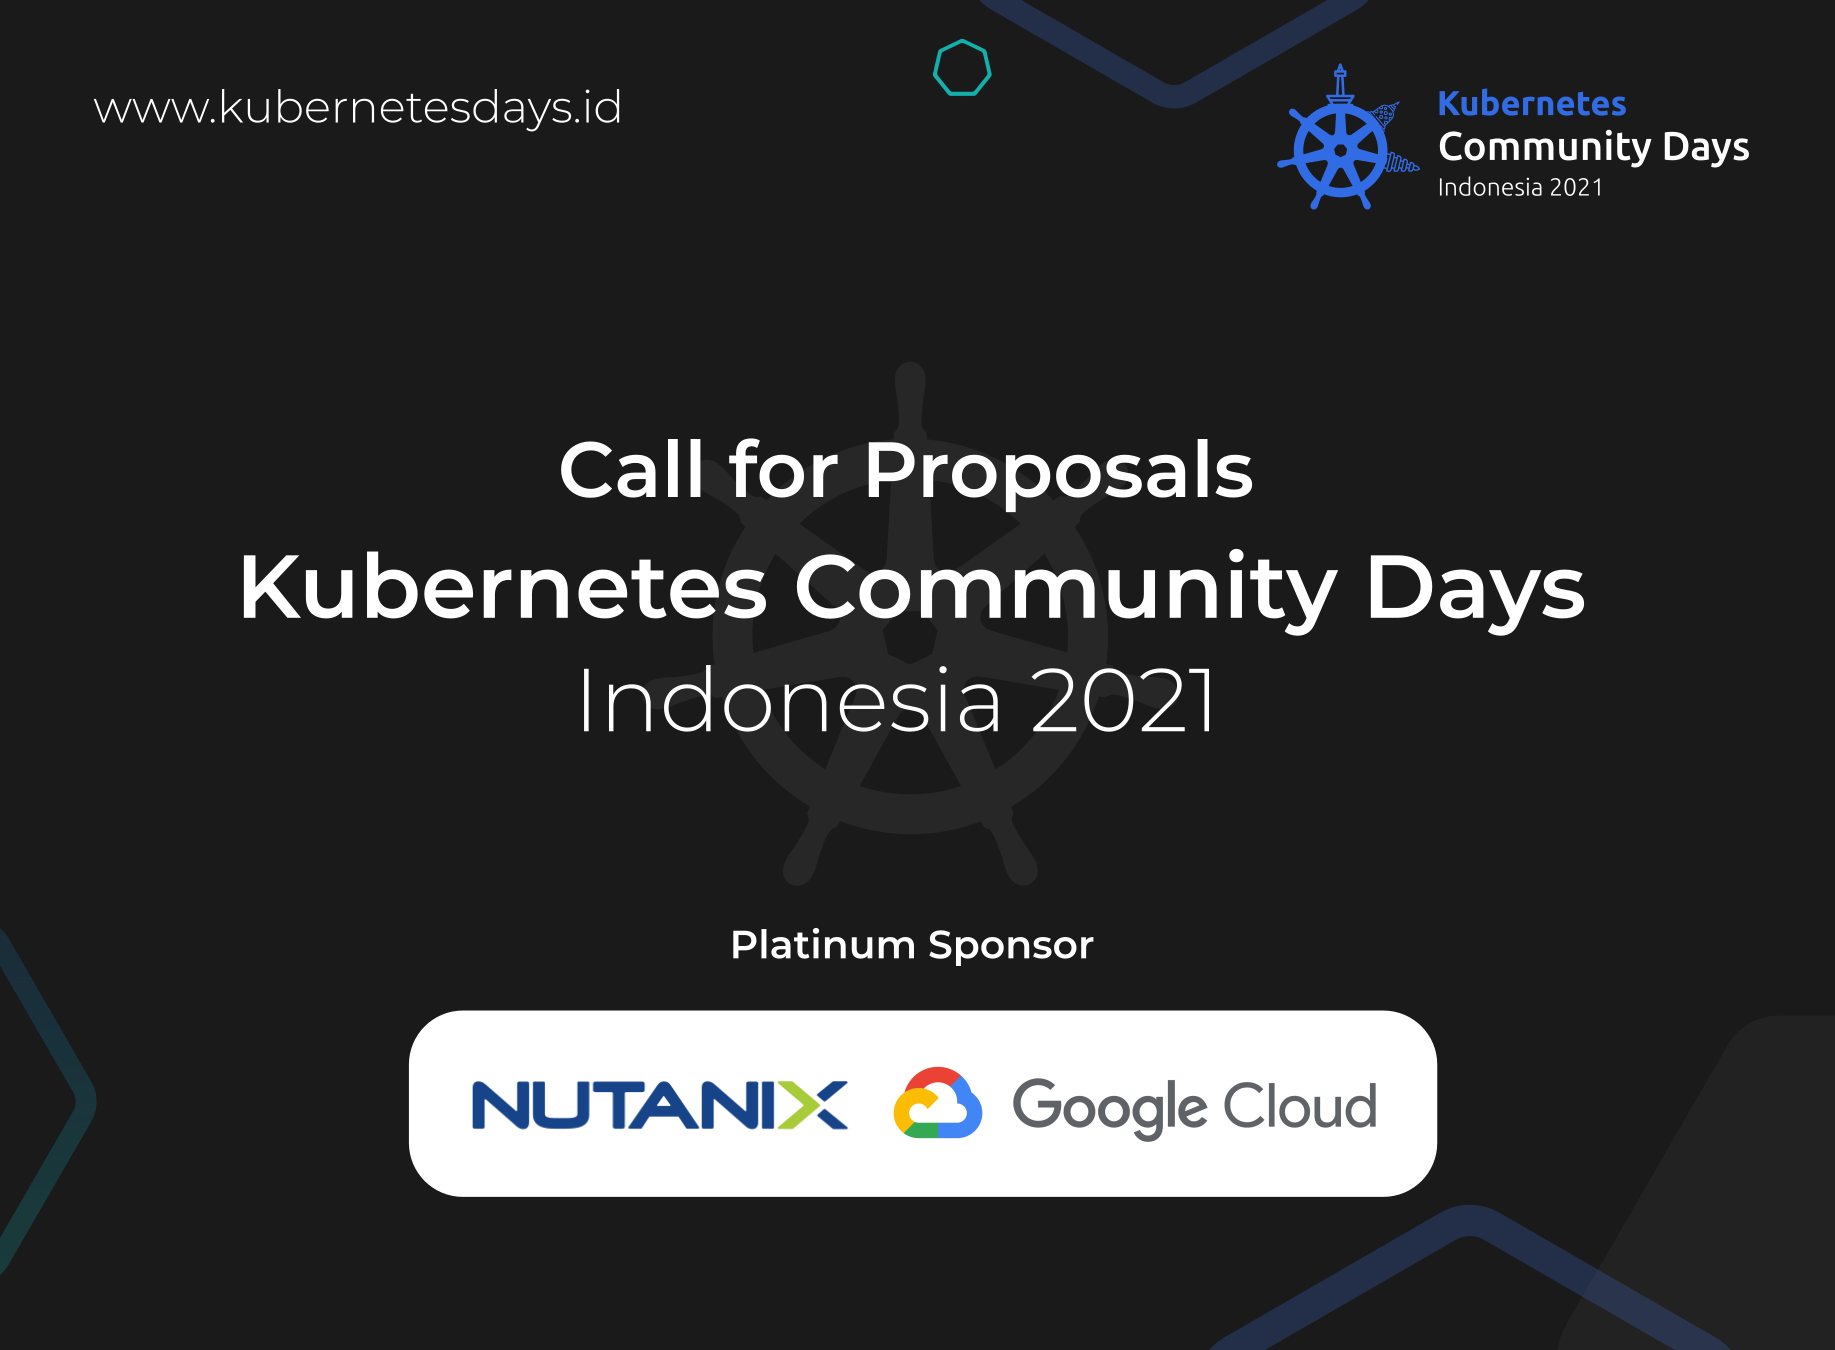 www.kubernetesdays.id
Kubernetes
Community Days
Indonesia 2021
Call for Proposals
Kubernetes Community Days
Indonesia 2021
Platinum Sponsor
NUTANIX Google Cloud